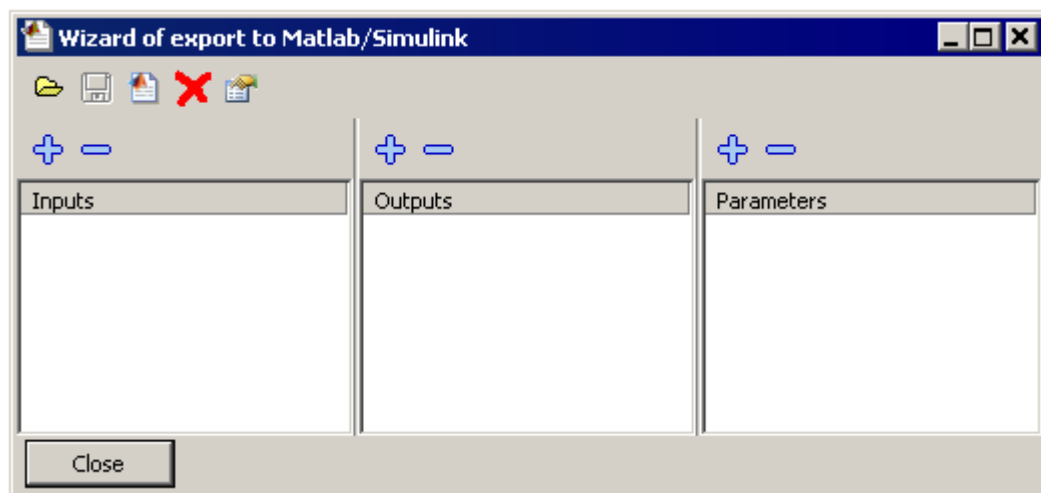 Wizard of export to Matlab/Simulink
Inputs
Outputs
Parameters
Close